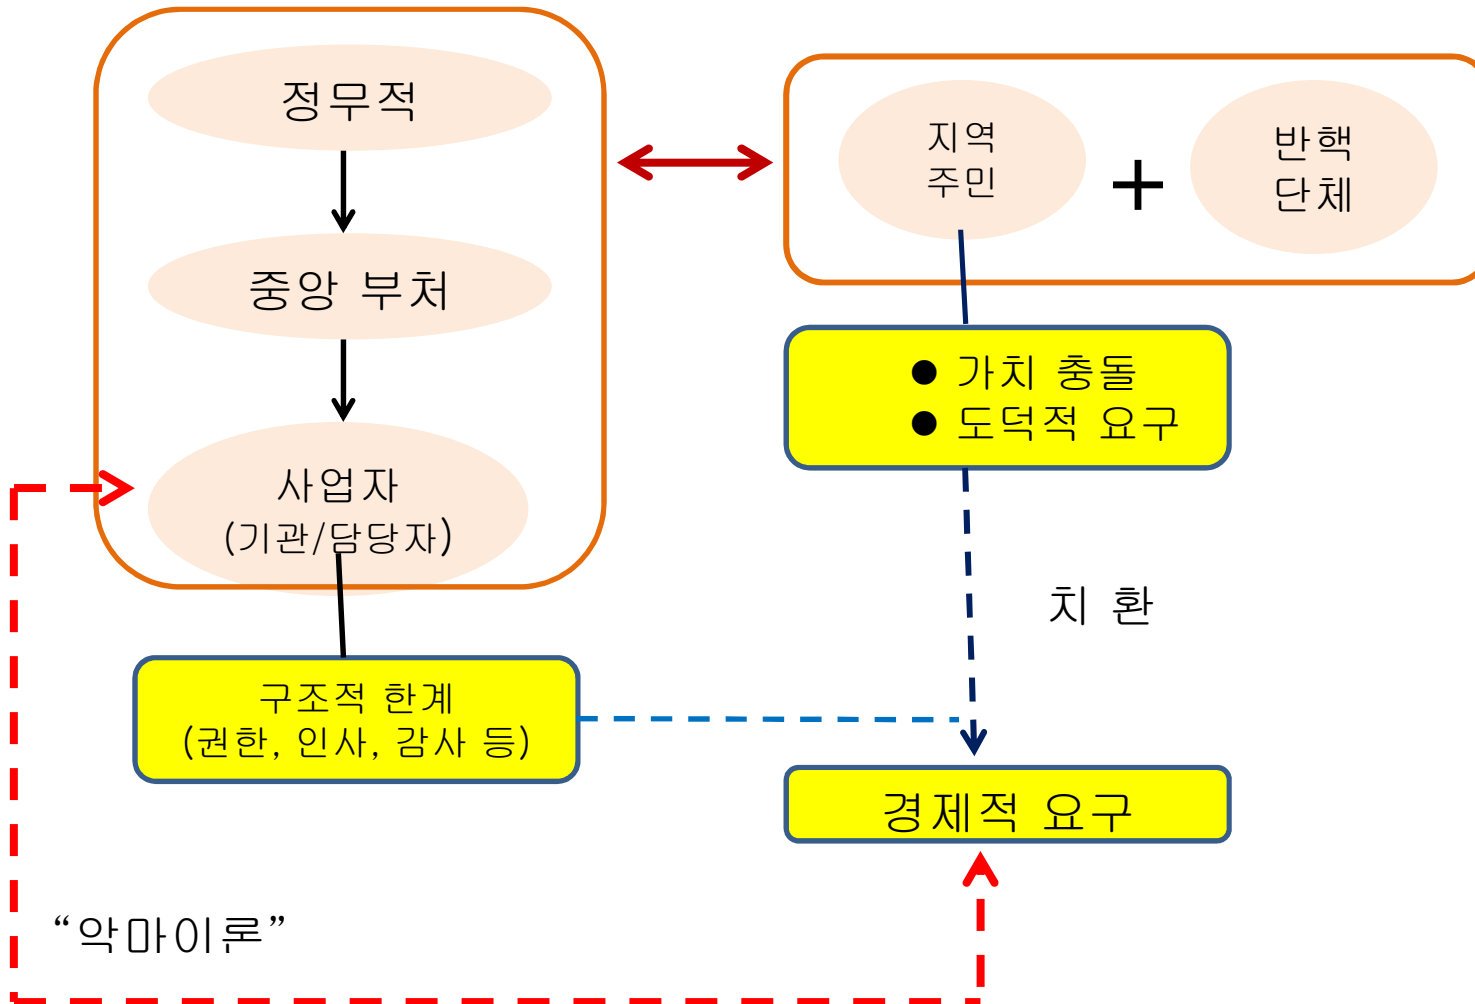 정무적
중앙 부처
사업자
(기관/담당자)
구조적 한계
(권한, 인사, 감사 등)
“악마이론”
지역
주민
+
반핵
단체
● 가치 충돌
● 도덕적 요구
치 환
경제적 요구